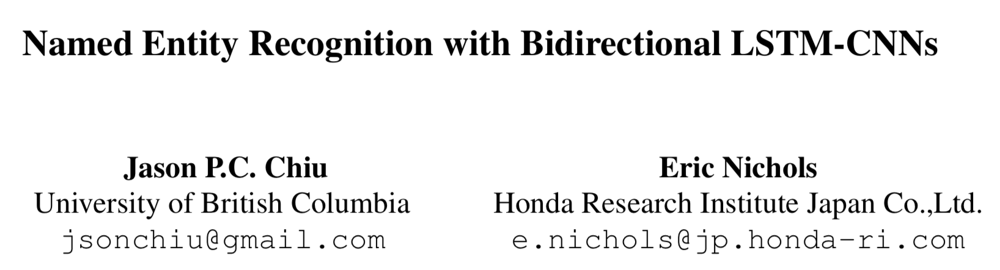 Named Entity Recognition with Bidirectional LSTM-CNNs
Jason P.C. Chiu
University of British Columbia
jsonchiu@gmail.com
Eric Nichols
Honda Research Institute Japan Co.,Ltd.
e.nichols@jp.honda-ri.com